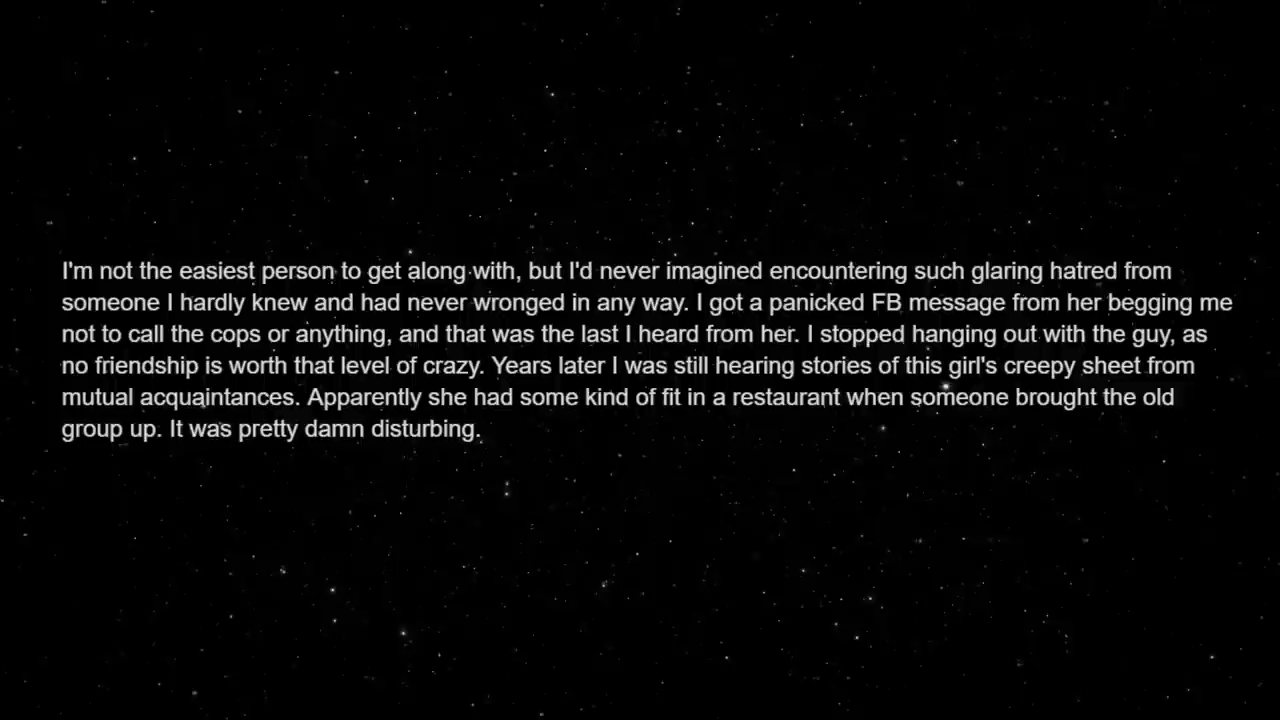 I'm not the easiest person to get along with, but I'd never imagined encountering such glaring hatred from
someone I hardly knew and had never wronged in any way. I got a panicked FB message from her begging me
not to call the cops or anything, and that was the last I heard from her. I stopped hanging out with the guy, as
no friendship is worth that level of crazy. Years later I was still hearing stories of this girl's creepy sheet from
mutual acquaintances. Apparently she had some kind of fit in a restaurant when someone brought the old
group up. It was pretty damn disturbing.